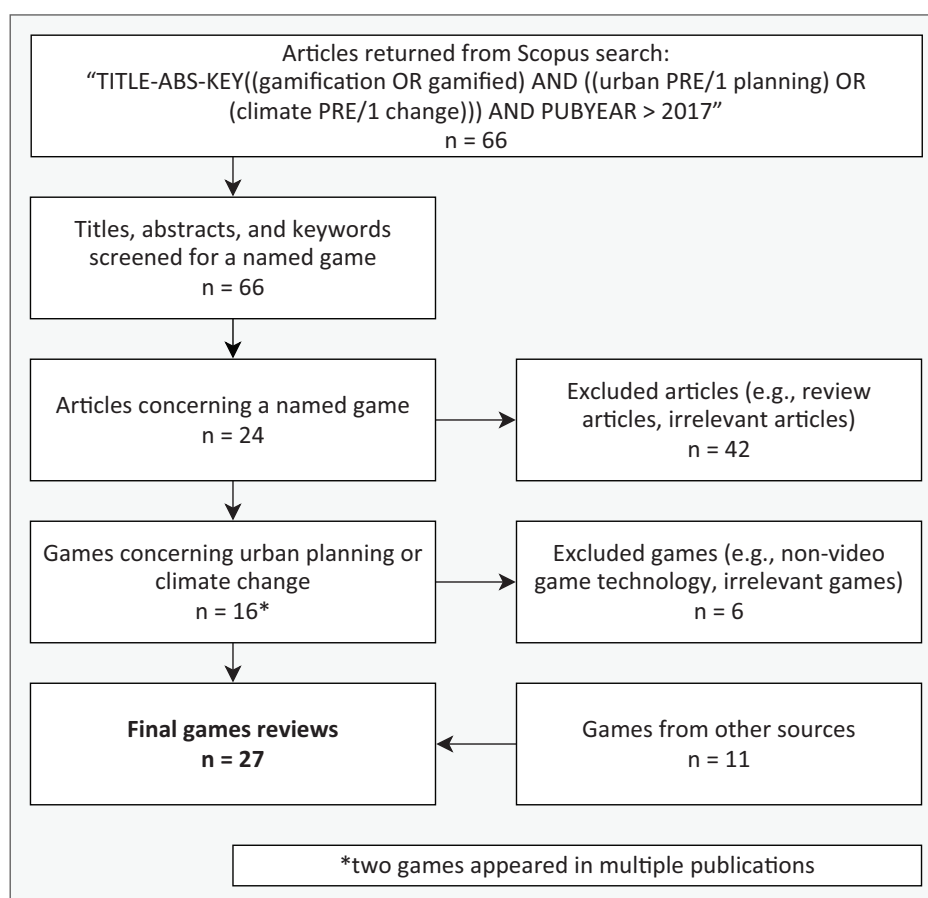 Articles returned from Scopus search:
“TITLE-ABS-KEY((gamification OR gamified) AND ((urban PRE/1 planning) OR
(climate PRE/1 change))) AND PUBYEAR > 2017”
n = 66
Titles, abstracts, and keywords
screened for a named game
n = 66
Articles concerning a named game
n = 24
Excluded articles (e.g., review
articles, irrelevant articles)
n = 42
Games concerning urban planning or
climate change
n = 16*
Excluded games (e.g., non-video
game technology, irrelevant games)
n = 6
Final games reviews
n = 27
Games from other sources
n = 11
*two games appeared in multiple publications